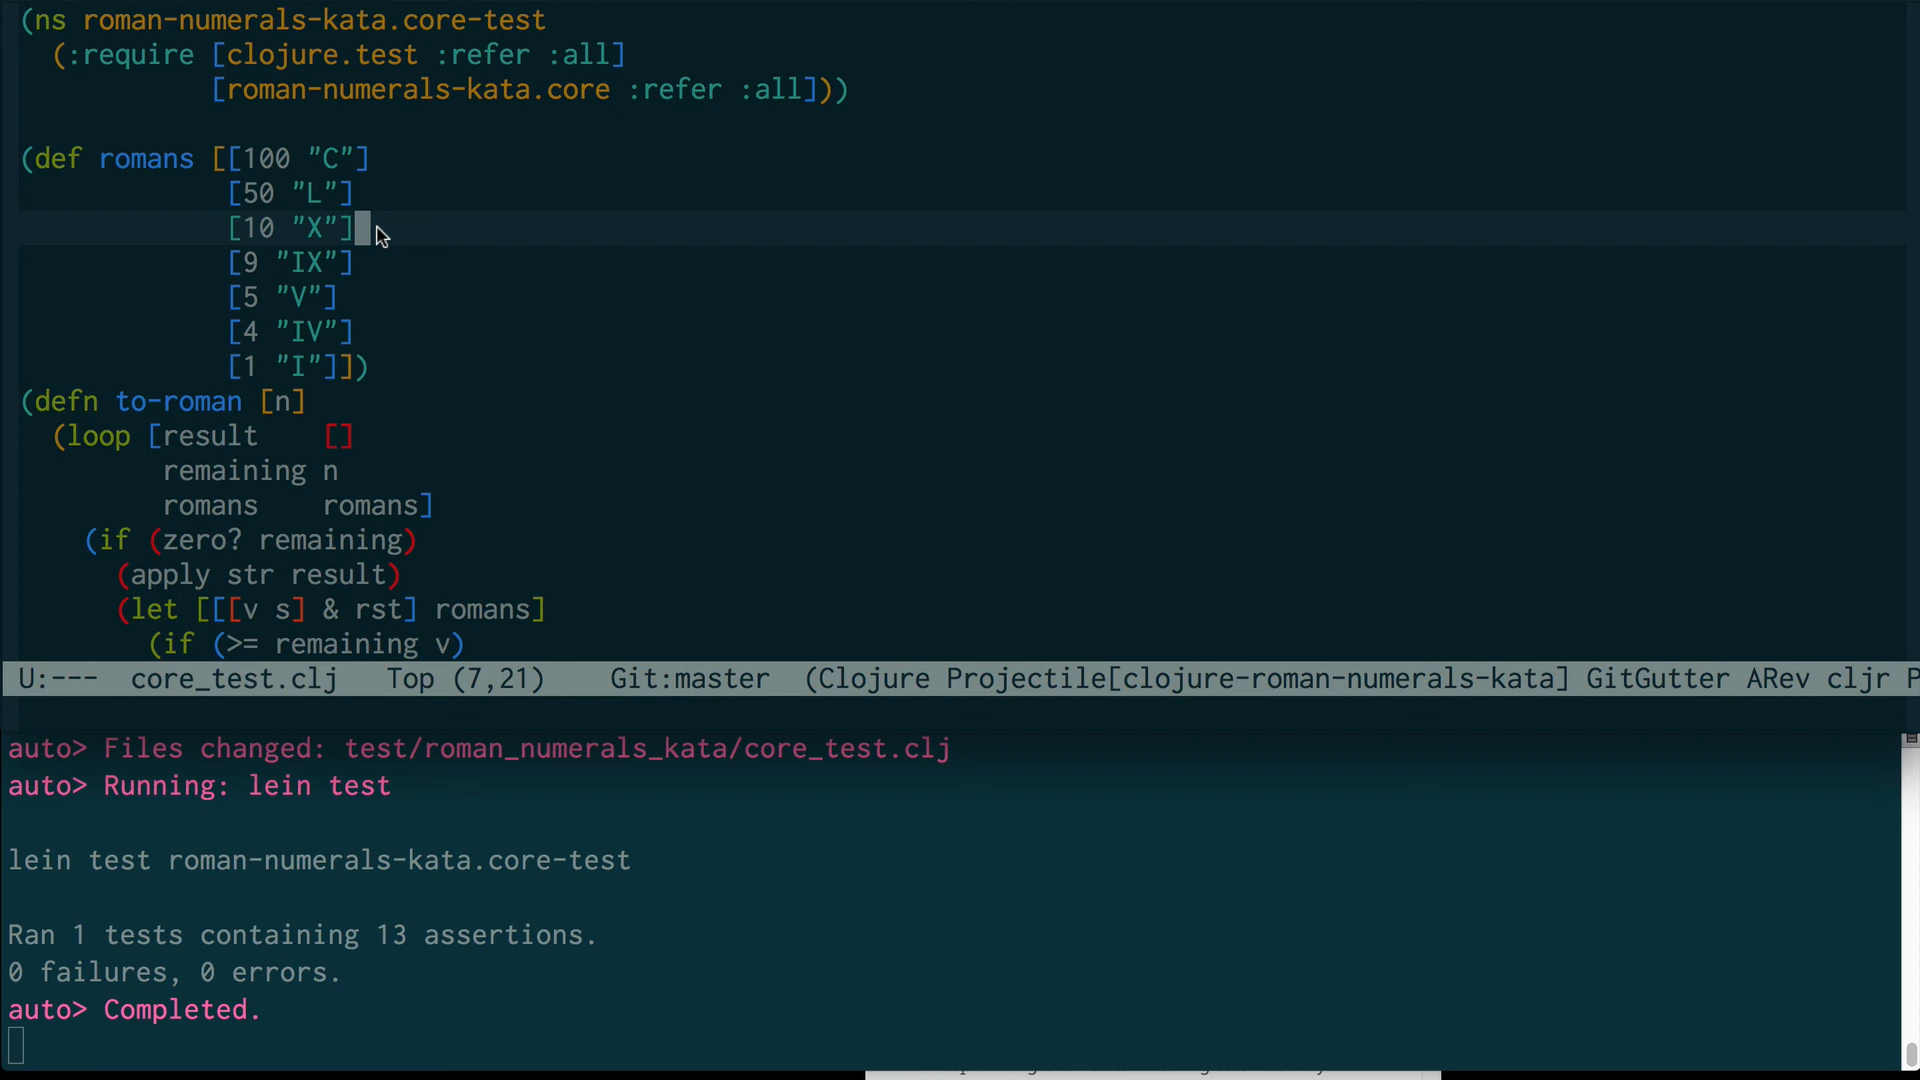 (ns roman-numerals-kata.core-test
  (:require [clojure.test :refer :all]
            [roman-numerals-kata.core :refer :all]))
(def romans [[100 "C"]
             [50 "L"]
             [10 "X"]
             [9 "IX"]
             [5 "V"]
             [4 "IV"]
             [1 "I"]])
(defn to-roman [n]
  (loop [result    []
         remaining n
         romans    romans]
    (if (zero? remaining)
      (apply str result)
      (let [[[v s] & rst] romans]
        (if (>= remaining v)
U:---  core_test.clj   Top (7,21)    Git:master  (Clojure Projectile[clojure-roman-numerals-kata] GitGutter ARev cljr P
auto> Files changed: test/roman_numerals_kata/core_test.clj
auto> Running: lein test
lein test roman-numerals-kata.core-test
Ran 1 tests containing 13 assertions.
0 failures, 0 errors.
auto> Completed.